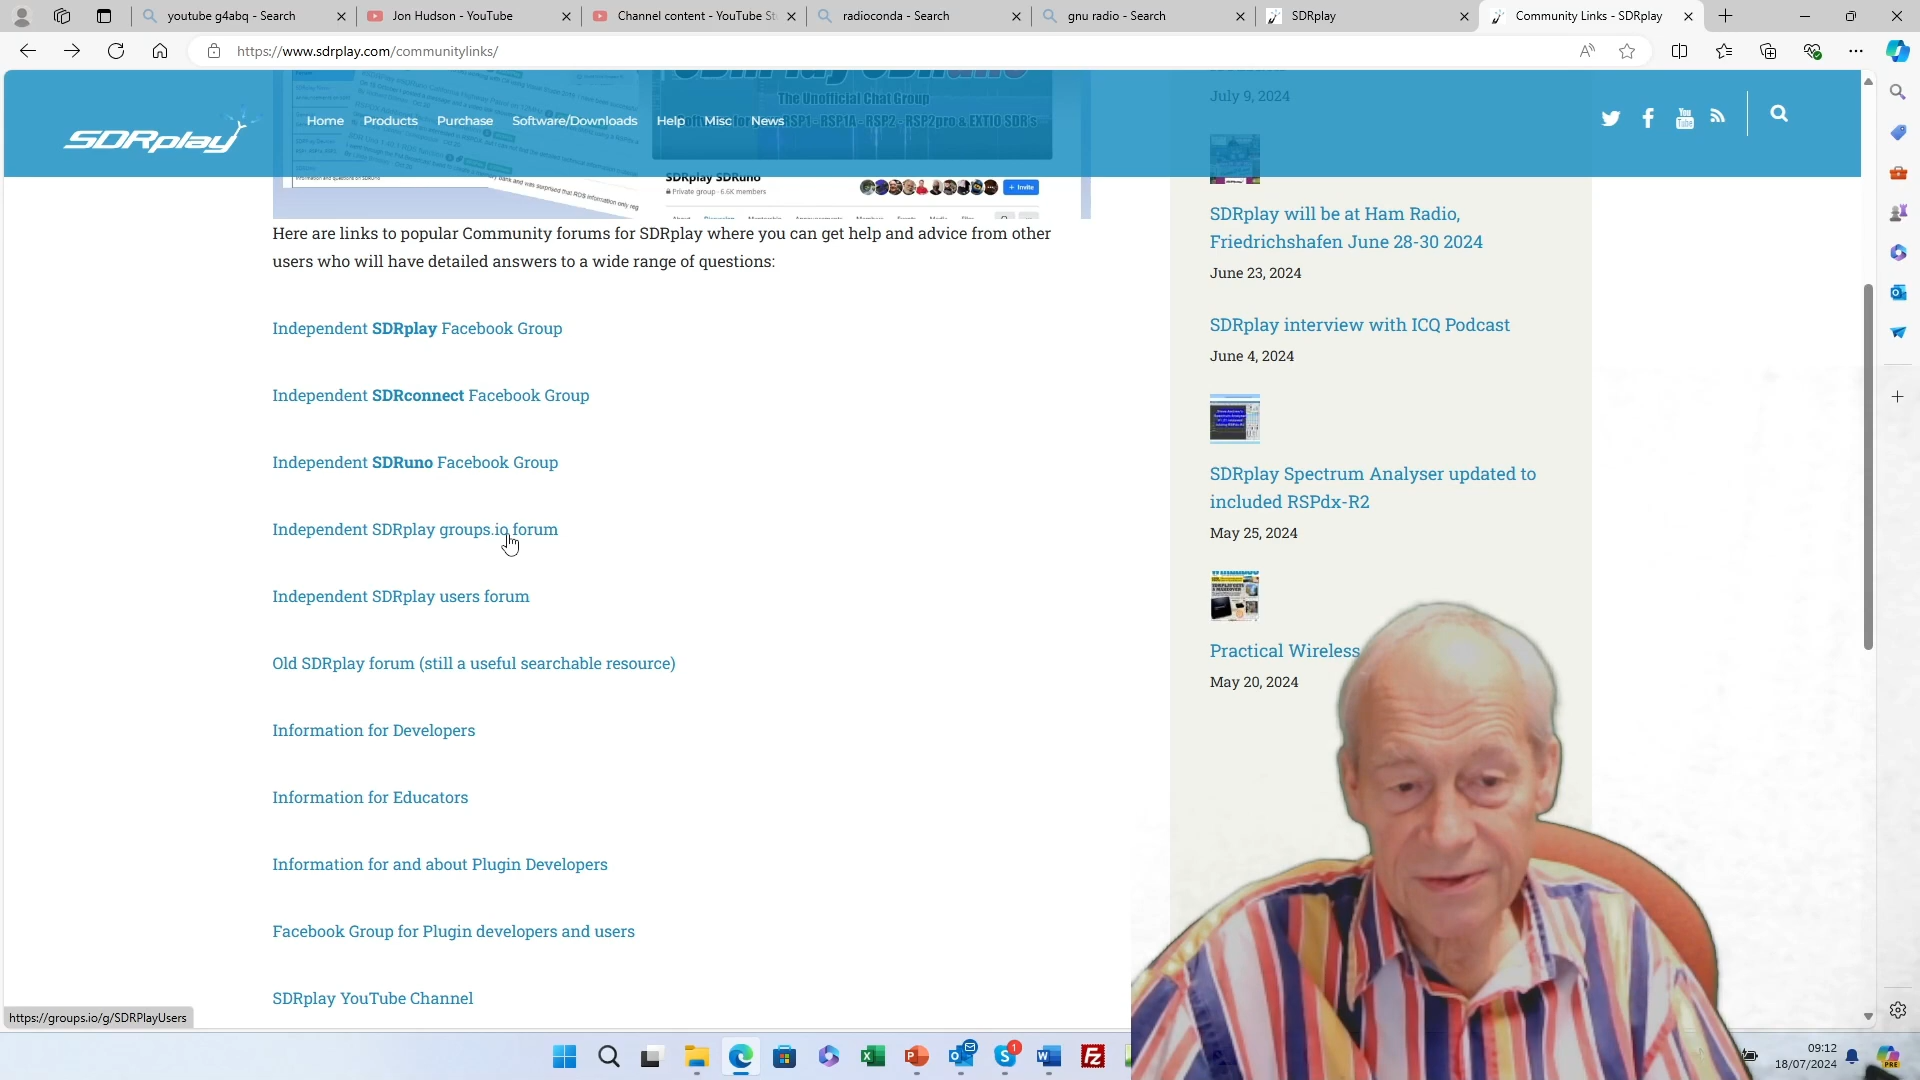 youtube g4abq - Search
Jon Hudson - YouTube
Channel content - YouTube St
radioconda - Search
gnu radio - Search
SDRplay
Community Links - SDRplay
https://www.sdrplay.com/communitylinks/
SDRplay
Home
Products
Purchase
Software/Downloads
Help
Misc
News
The Unofficial Chat Group
RSP1 - RSP1A - RSP2 - RSP2pro & EXTIO SDR's
SDRplay SDRuno
Private group · 6.6K members
+ Invite
Here are links to popular Community forums for SDRplay where you can get help and advice from other
users who will have detailed answers to a wide range of questions:
Independent SDRplay Facebook Group
Independent SDRconnect Facebook Group
Independent SDRuno Facebook Group
Independent SDRplay groups.io forum
Independent SDRplay users forum
Old SDRplay forum (still a useful searchable resource)
Information for Developers
Information for Educators
Information for and about Plugin Developers
Facebook Group for Plugin developers and users
SDRplay YouTube Channel
July 9, 2024
SDRplay will be at Ham Radio,
Friedrichshafen June 28-30 2024
June 23, 2024
SDRplay interview with ICQ Podcast
June 4, 2024
SDRplay Spectrum Analyser updated to
included RSPdx-R2
May 25, 2024
Practical Wireless
May 20, 2024
https://groups.io/g/SDRPlayUsers
09:12
18/07/2024